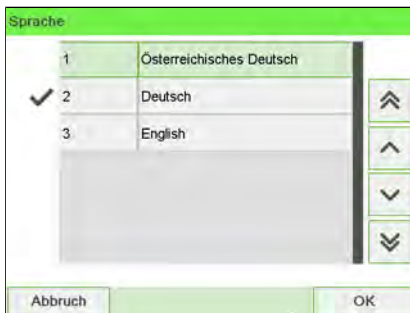 Sprache
1 Österreichisches Deutsch
2 Deutsch
3 English
Abbruch OK